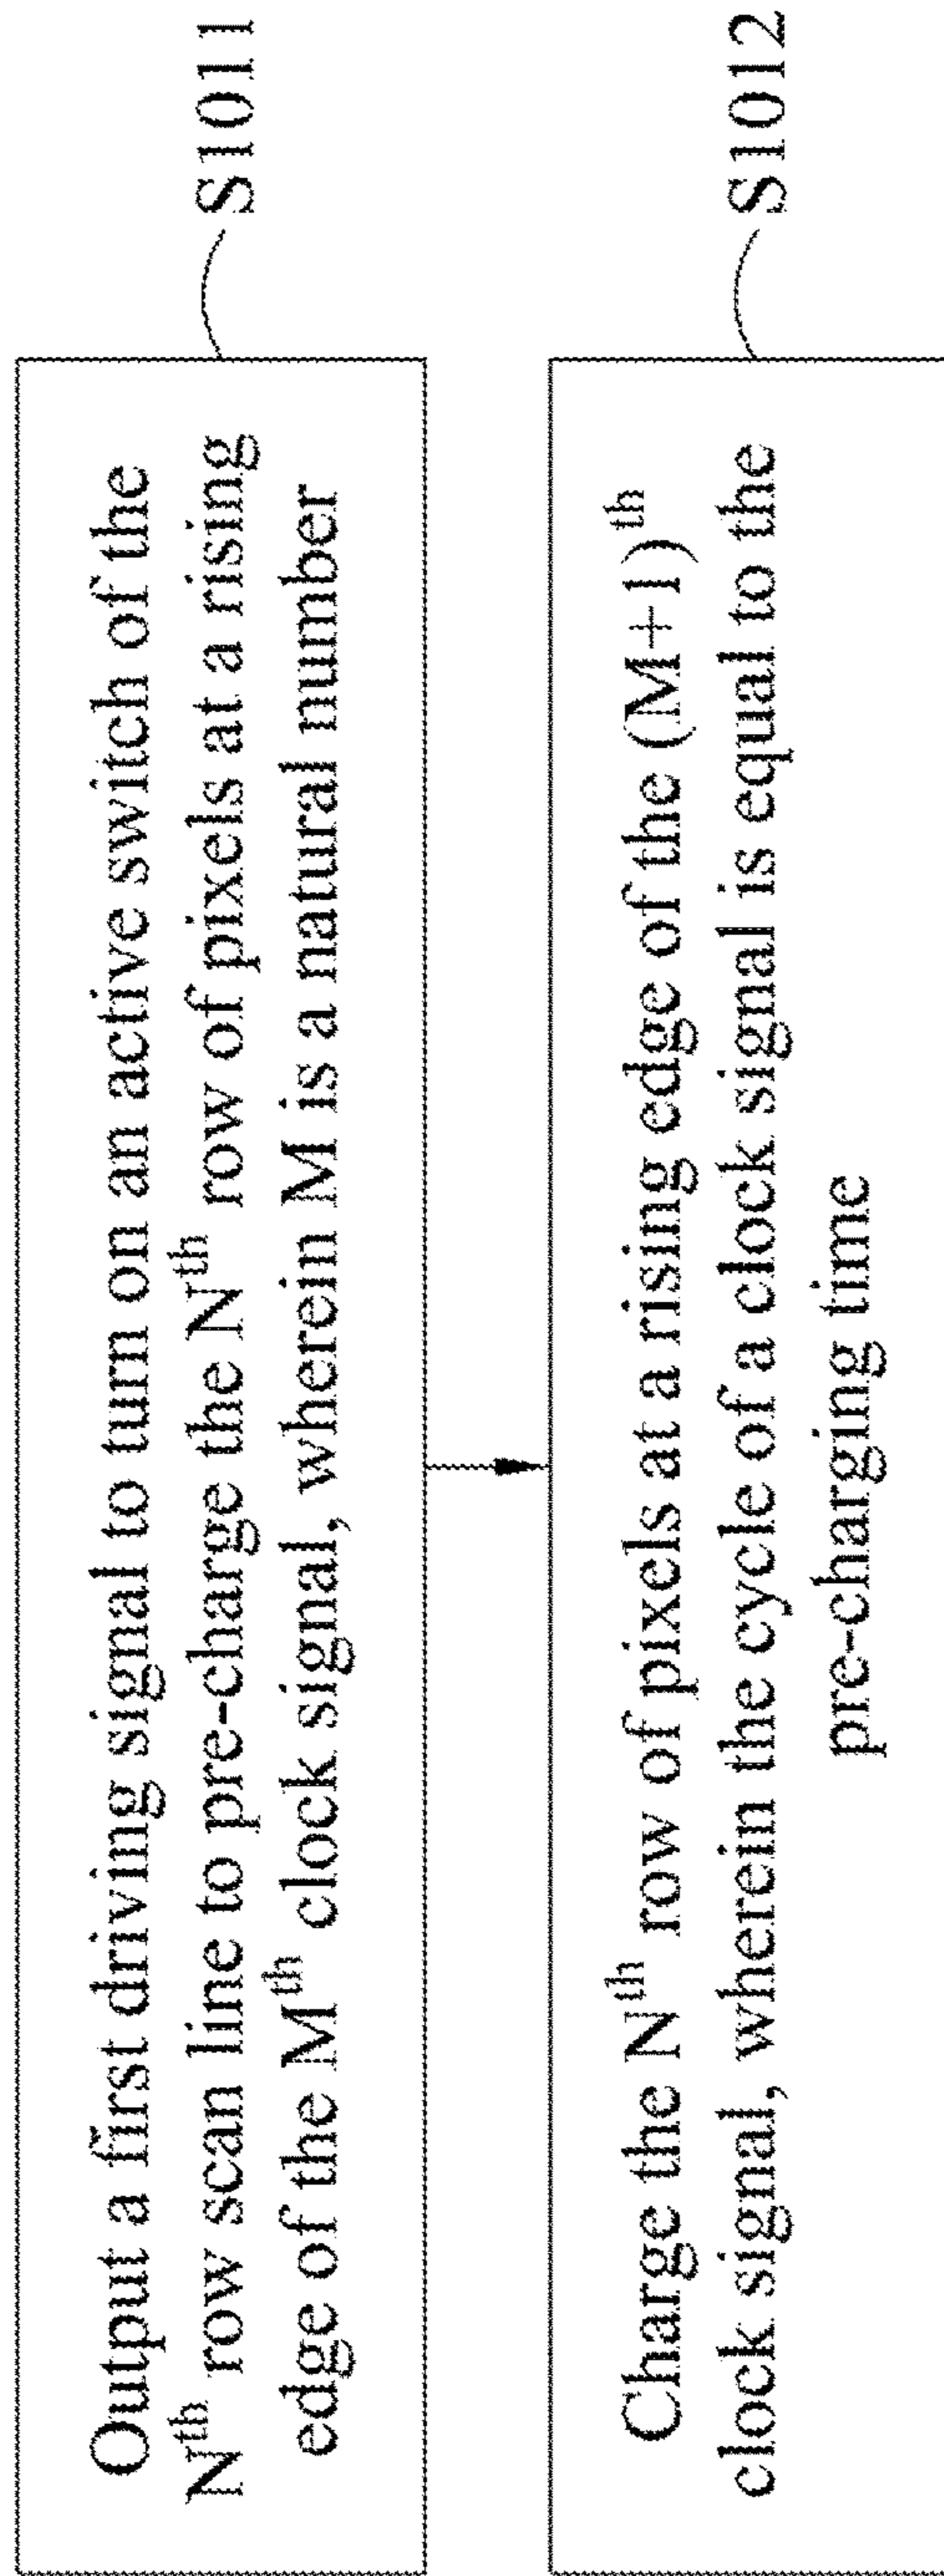 Output a first driving signal to turn on an active switch of the
Nth row scan line to pre-charge the Nth row of pixels at a rising
edge of the Mth clock signal, wherein M is a natural number
S1011
Charge the Nth row of pixels at a rising edge of the (M+1)th
clock signal, wherein the cycle of a clock signal is equal to the
pre-charging time
S1012